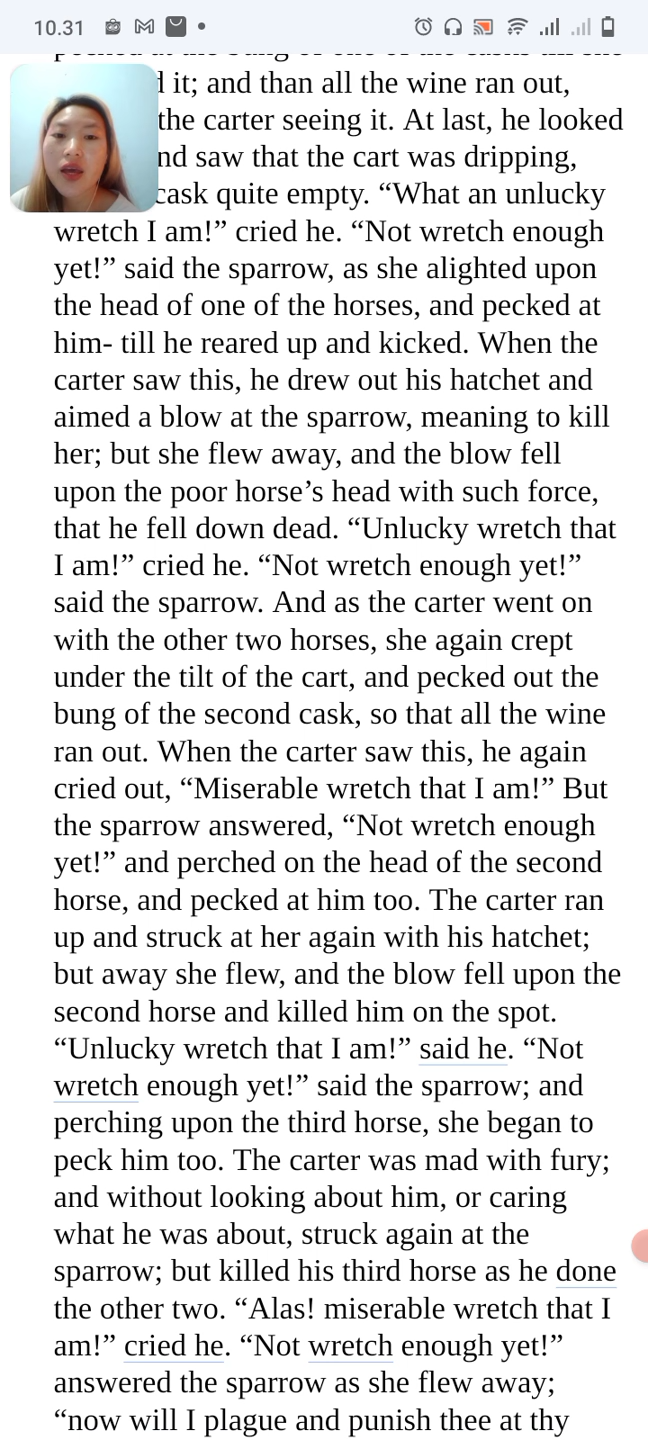 10.31
d it; and than all the wine ran out,
the carter seeing it. At last, he looked
nd saw that the cart was dripping,
cask quite empty. “What an unlucky
wretch I am!” cried he. “Not wretch enough
yet!” said the sparrow, as she alighted upon
the head of one of the horses, and pecked at
him- till he reared up and kicked. When the
carter saw this, he drew out his hatchet and
aimed a blow at the sparrow, meaning to kill
her; but she flew away, and the blow fell
upon the poor horse’s head with such force,
that he fell down dead. “Unlucky wretch that
I am!” cried he. “Not wretch enough yet!”
said the sparrow. And as the carter went on
with the other two horses, she again crept
under the tilt of the cart, and pecked out the
bung of the second cask, so that all the wine
ran out. When the carter saw this, he again
cried out, “Miserable wretch that I am!” But
the sparrow answered, “Not wretch enough
yet!” and perched on the head of the second
horse, and pecked at him too. The carter ran
up and struck at her again with his hatchet;
but away she flew, and the blow fell upon the
second horse and killed him on the spot.
“Unlucky wretch that I am!” said he. “Not
wretch enough yet!” said the sparrow; and
perching upon the third horse, she began to
peck him too. The carter was mad with fury;
and without looking about him, or caring
what he was about, struck again at the
sparrow; but killed his third horse as he done
the other two. “Alas! miserable wretch that I
am!” cried he. “Not wretch enough yet!”
answered the sparrow as she flew away;
“now will I plague and punish thee at thy